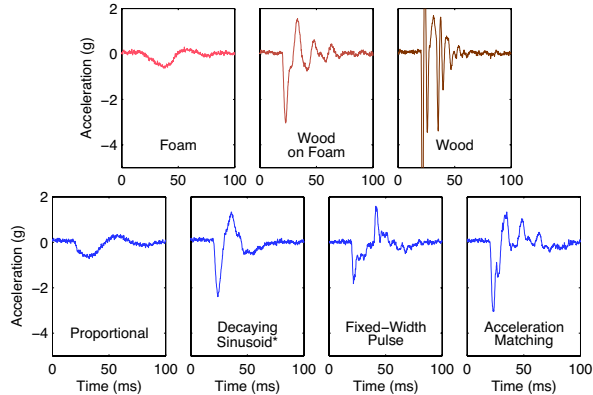 2
0
−2
−4
Acceleration (g)
Foam
Wood
on Foam
Wood
0 50 100
0 50 100
0 50 100
2
0
−2
−4
Acceleration (g)
Proportional
Decaying
Sinusoid*
Fixed−Width
Pulse
Acceleration
Matching
0 50 100
0 50 100
0 50 100
0 50 100
Time (ms)
Time (ms)
Time (ms)
Time (ms)